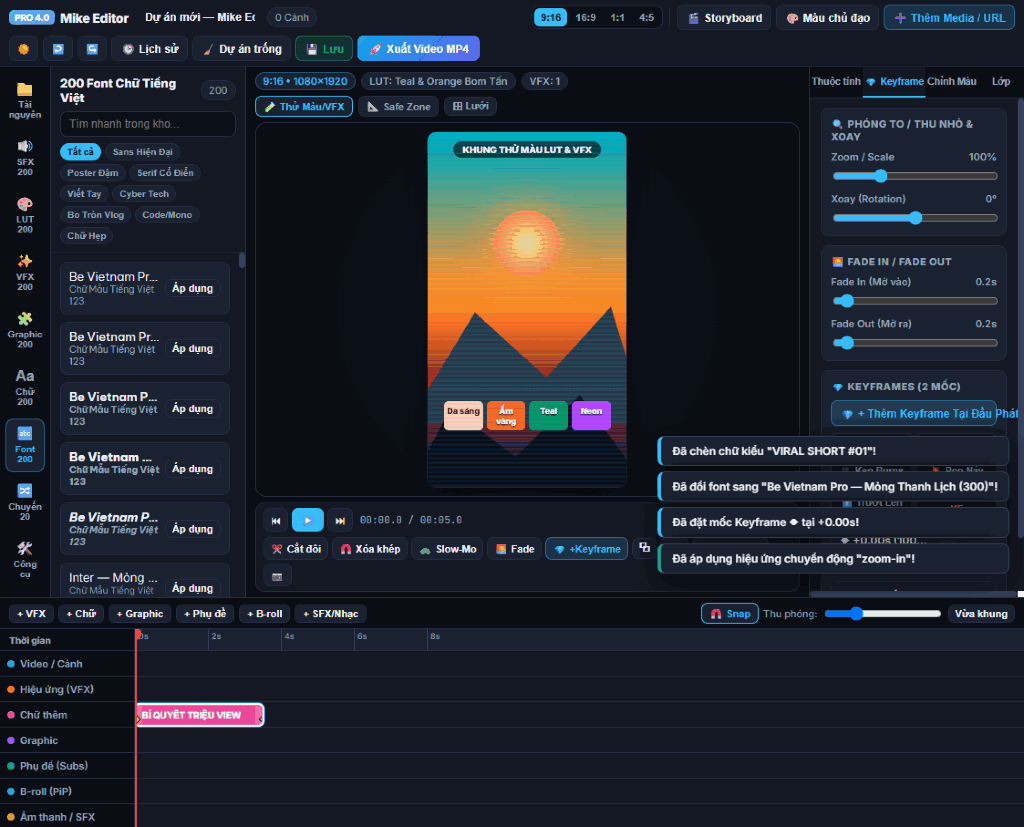 PRO 4.0 Mike Editor Dự án mới — Mike Ec 0 Cảnh 9:16 16:9 1:1 4:5 Storyboard Màu chủ đạo Thêm Media / URL
Lịch sử Dự án trống Lưu Xuất Video MP4
Tài nguyên
SFX 200
LUT 200
VFX 200
Graphic 200
Aa Chữ 200
abc Font 200
Chuyển 20
Công cụ
200 Font Chữ Tiếng Việt 200
Tìm nhanh trong kho...
Tất cả Sans Hiện Đại
Poster Đậm Serif Cổ Điển
Viết Tay Cyber Tech
Bo Tròn Vlog Code/Mono
Chữ Hẹp
Be Vietnam Pr... Áp dụng
Chữ Mẫu Tiếng Việt 123
Be Vietnam Pr... Áp dụng
Chữ Mẫu Tiếng Việt 123
Be Vietnam P... Áp dụng
Chữ Mẫu Tiếng Việt 123
Be Vietnam ... Áp dụng
Chữ Mẫu Tiếng Việt 123
Be Vietnam P... Áp dụng
Chữ Mẫu Tiếng Việt 123
Inter — Mỏng ... Áp dụng
Chữ Mẫu Tiếng Việt
9:16 • 1080×1920 LUT: Teal & Orange Bom Tấn VFX: 1
Thử Màu/VFX Safe Zone Lưới
KHUNG THỬ MÀU LUT & VFX
Da sáng Ấm vàng Teal Neon
00:00.0 / 00:05.0
Cắt đôi Xóa khép Slow-Mo Fade +Keyframe
Thuộc tính Keyframe Chỉnh Màu Lớp
PHÓNG TO / THU NHỎ & XOAY
Zoom / Scale 100%
Xoay (Rotation) 0°
FADE IN / FADE OUT
Fade In (Mờ vào) 0.2s
Fade Out (Mờ ra) 0.2s
KEYFRAMES (2 MỐC)
+ Thêm Keyframe Tại Đầu Phát
Đã chèn chữ kiểu "VIRAL SHORT #01"!
Đã đổi font sang "Be Vietnam Pro — Mỏng Thanh Lịch (300)"!
Đã đặt mốc Keyframe tại +0.00s!
Đã áp dụng hiệu ứng chuyển động "zoom-in"!
+ VFX + Chữ + Graphic + Phụ đề + B-roll + SFX/Nhạc Snap Thu phóng: Vừa khung
Thời gian 0s 2s 4s 6s 8s
Video / Cảnh
Hiệu ứng (VFX)
Chữ thêm BÍ QUYẾT TRIỆU VIEW
Graphic
Phụ đề (Subs)
B-roll (PiP)
Âm thanh / SFX